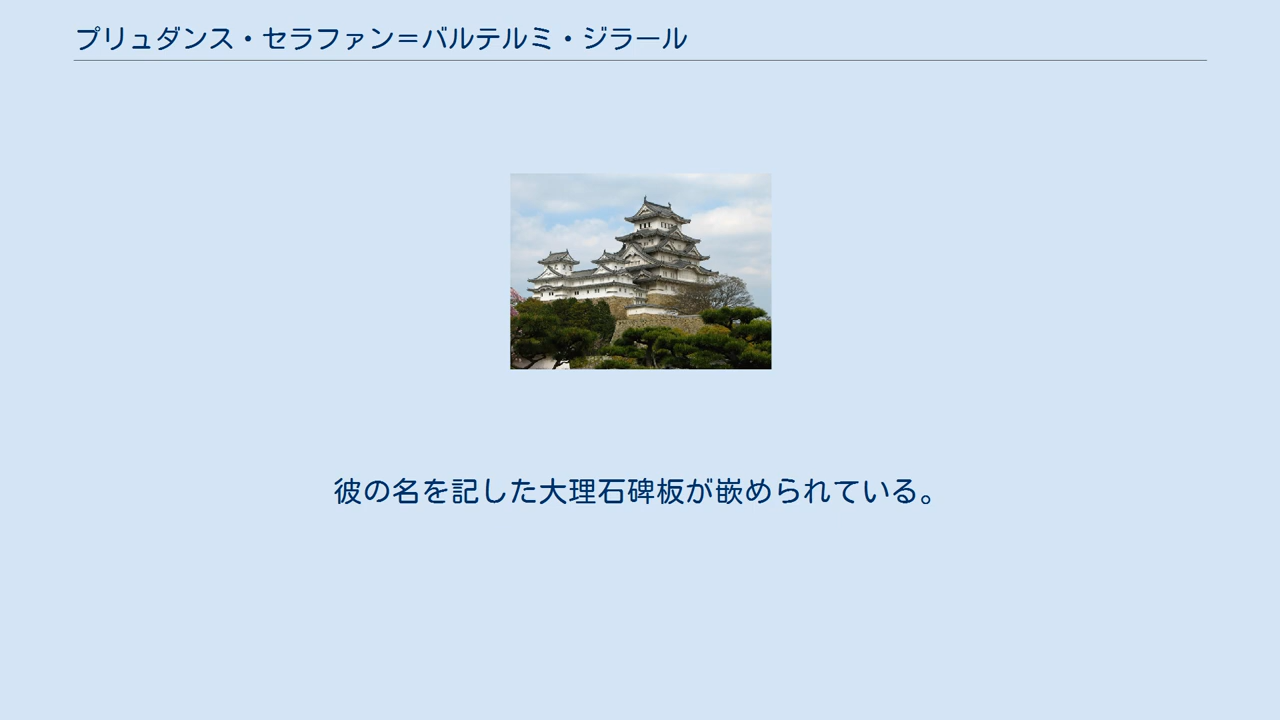 プリュダンス・セラファン＝バルテルミ・ジラール
彼の名を記した大理石碑板が嵌められている。